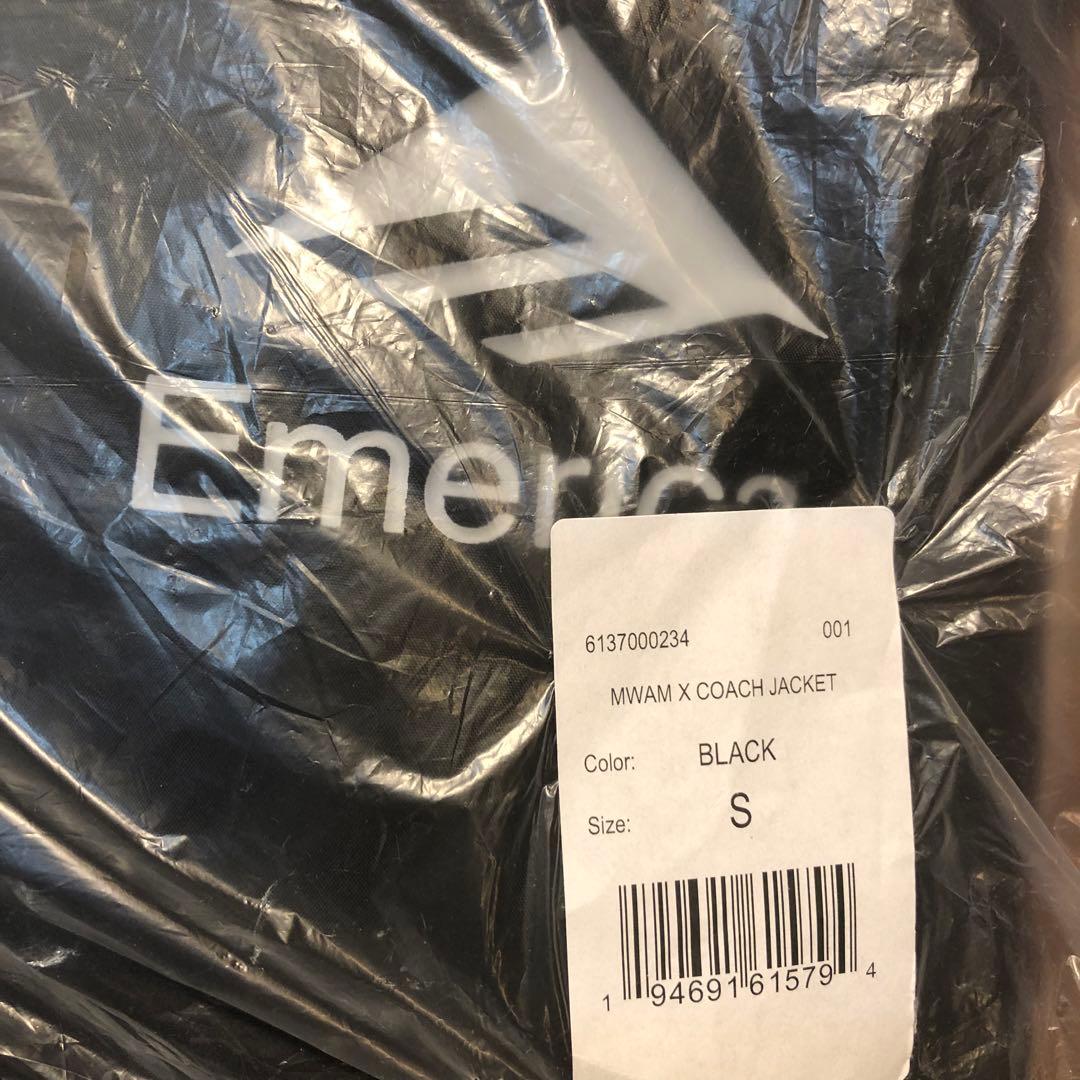 Emerica
6137000234 001
MWAM X COACH JACKET
Color: BLACK
Size: S
1 94691 61579 4